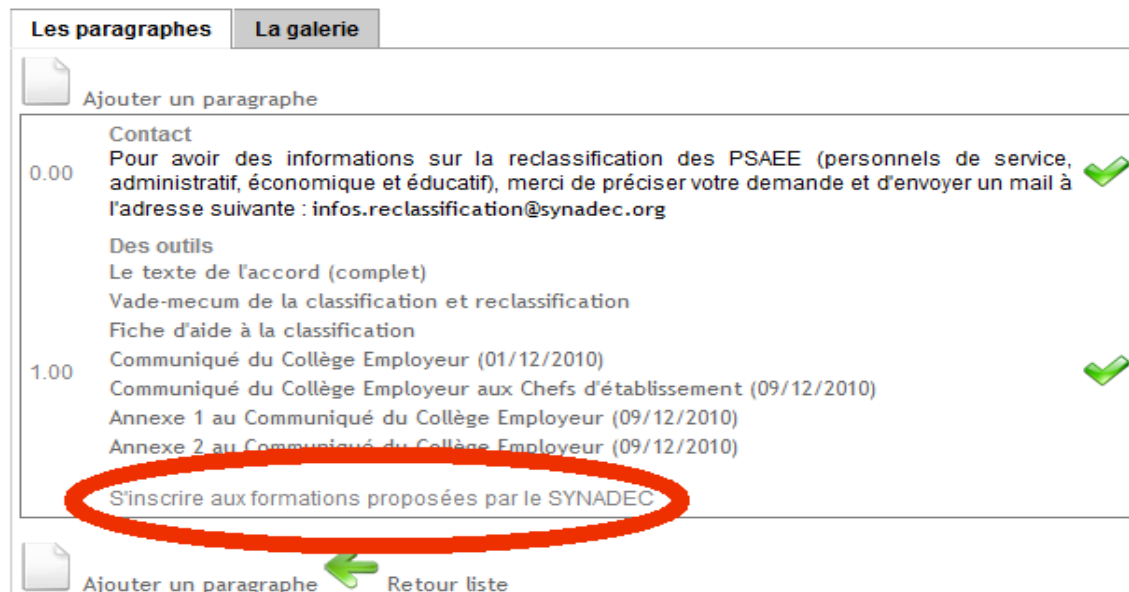 Les paragraphes La galerie
Ajouter un paragraphe
Contact
0.00 Pour avoir des informations sur la reclassification des PSAEE (personnels de service,
administratif, économique et éducatif), merci de préciser votre demande et d'envoyer un mail à
l'adresse suivante : infos.reclassification@synadec.org
Des outils
Le texte de l'accord (complet)
Vade-mecum de la classification et reclassification
Fiche d'aide à la classification
Communiqué du Collège Employeur (01/12/2010)
1.00 Communiqué du Collège Employeur aux Chefs d'établissement (09/12/2010)
Annexe 1 au Communiqué du Collège Employeur (09/12/2010)
Annexe 2 au Communiqué du Collège Employeur (09/12/2010)
S'inscrire aux formations proposées par le SYNADEC
Ajouter un paragraphe Retour liste